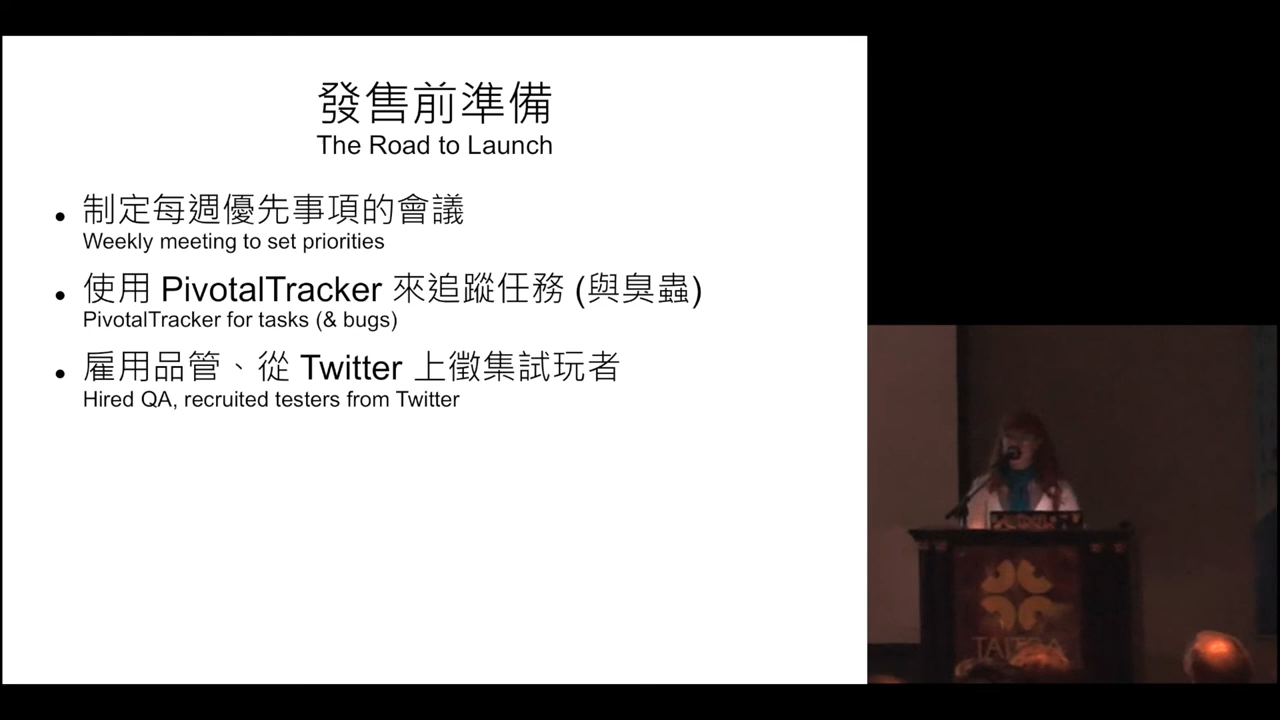 發售前準備
The Road to Launch
• 制定每週優先事項的會議
Weekly meeting to set priorities
• 使用 PivotalTracker 來追蹤任務 (與臭蟲)
PivotalTracker for tasks (& bugs)
• 雇用品管、從 Twitter 上徵集試玩者
Hired QA, recruited testers from Twitter
TAITRA